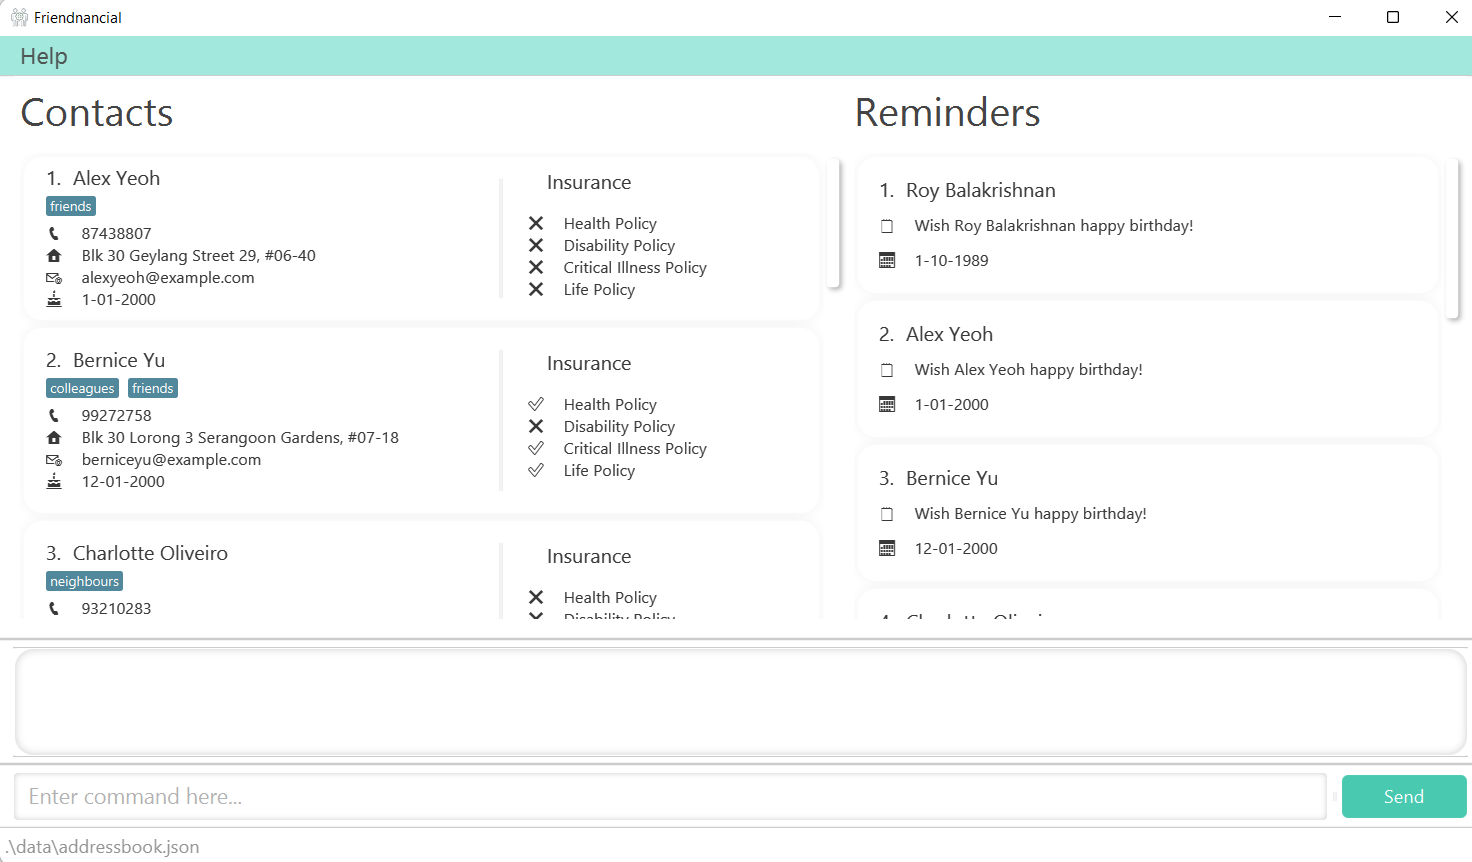 Friendnancial
Help
Contacts
1. Alex Yeoh
friends
87438807
Blk 30 Geylang Street 29, #06-40
alexyeoh@example.com
1-01-2000
Insurance
Health Policy
Disability Policy
Critical Illness Policy
Life Policy
2. Bernice Yu
colleagues friends
99272758
Blk 30 Lorong 3 Serangoon Gardens, #07-18
berniceyu@example.com
12-01-2000
Insurance
Health Policy
Disability Policy
Critical Illness Policy
Life Policy
3. Charlotte Oliveiro
neighbours
93210283
Insurance
Health Policy
Disability Policy
Reminders
1. Roy Balakrishnan
Wish Roy Balakrishnan happy birthday!
1-10-1989
2. Alex Yeoh
Wish Alex Yeoh happy birthday!
1-01-2000
3. Bernice Yu
Wish Bernice Yu happy birthday!
12-01-2000
4. Charlotte Oliveiro
Enter command here...
Send
.\data\addressbook.json